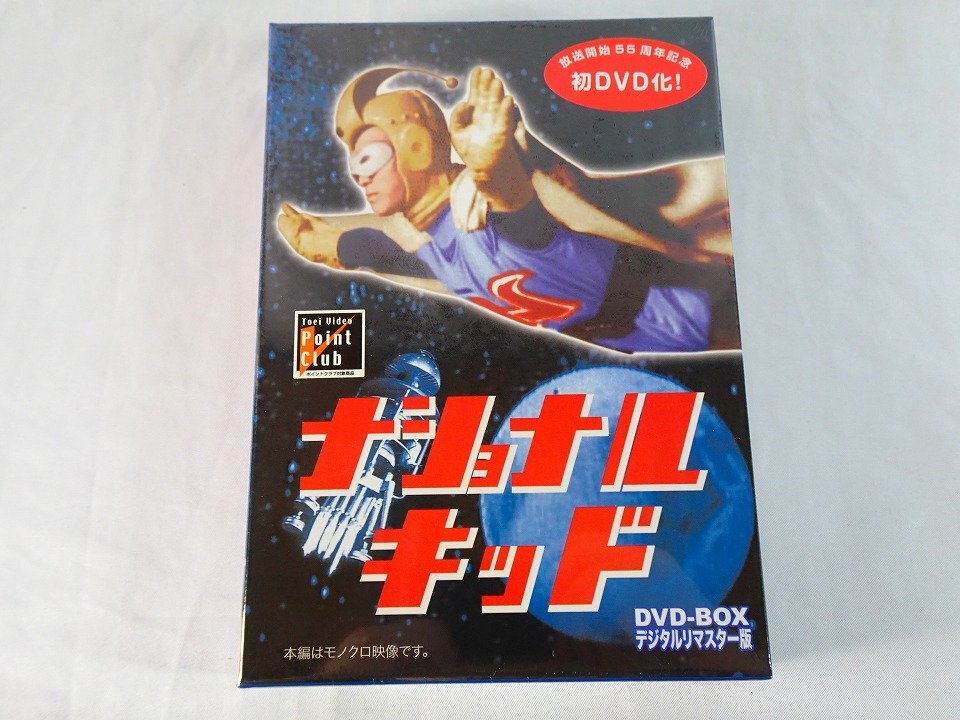 放送開始55周年記念
初DVD化!
Toei Video
Point
Club
ポイントクラブ対象商品
ナショナル
キッド
DVD-BOX
デジタルリマスター版
本編はモノクロ映像です。